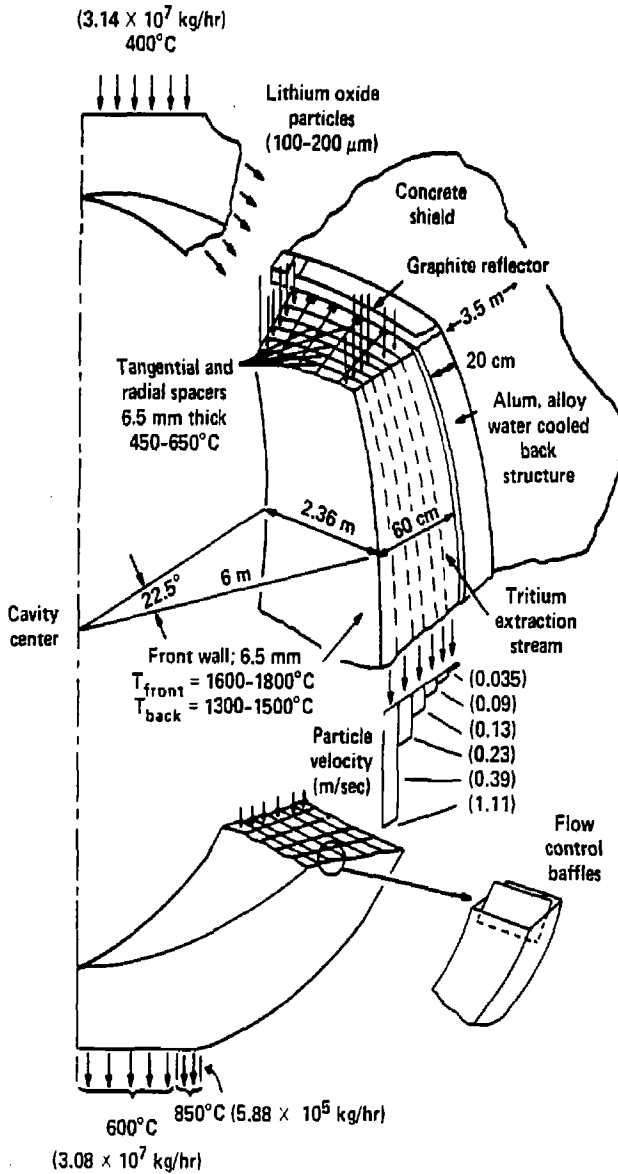 (3.14 × 10⁷ kg/hr)
400°C
Lithium oxide
particles
(100-200 μm)
Concrete
shield
Graphite reflector
3.5 m
20 cm
Tangential and
radial spacers
6.5 mm thick
450-650°C
Alum. alloy
water cooled
back
structure
2.36 m
60 cm
22.5°
6 m
Cavity
center
Tritium
extraction
stream
Front wall; 6.5 mm
T front = 1600-1800°C
T back = 1300-1500°C
(0.035)
(0.09)
(0.13)
(0.23)
(0.39)
(1.11)
Particle
velocity
(m/sec)
Flow
control
baffles
850°C (5.88 × 10⁵ kg/hr)
600°C
(3.08 × 10⁷ kg/hr)